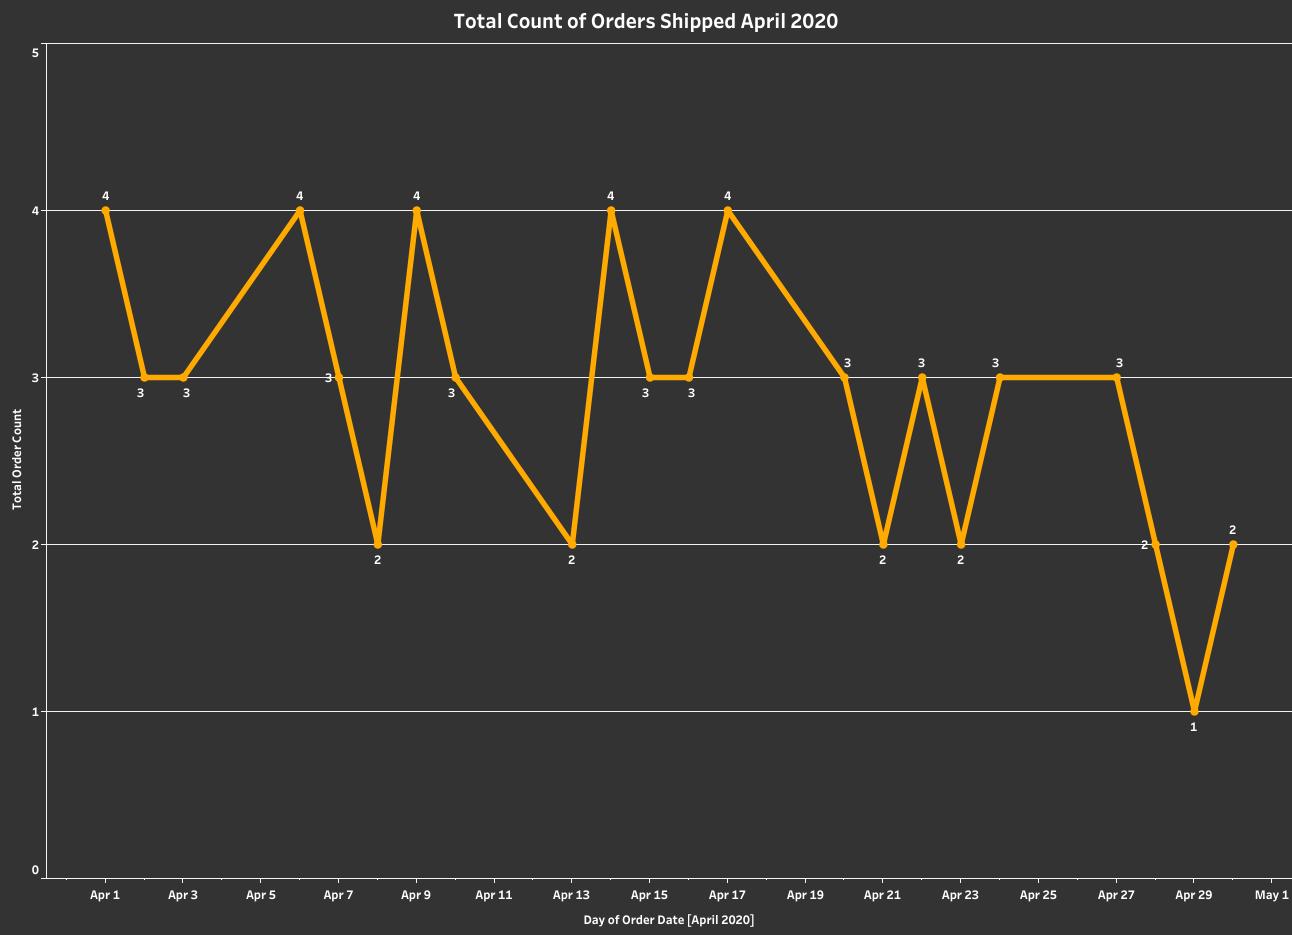 Total Count of Orders Shipped April 2020
5
4 4 4 4 4
4
3 3 3 3
3 3
3 3 3 3 3
Total Order Count
2
2 2
2 2 2 2
1
1
0
Apr 1 Apr 3 Apr 5 Apr 7 Apr 9 Apr 11 Apr 13 Apr 15 Apr 17 Apr 19 Apr 21 Apr 23 Apr 25 Apr 27 Apr 29 May 1
Day of Order Date [April 2020]